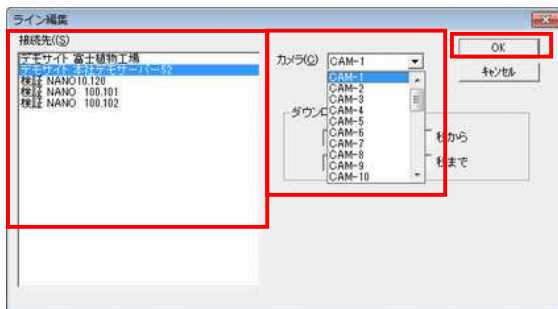 ライン編集
接続先((S)
デモサイト 富士植物工場
デモサイト 本社デモサーバー52
検証 NANO10.120
検証 NANO 100.101
検証 NANO 100.102
カメラ(C) CAM-1
CAM-1
CAM-2
CAM-3
CAM-4
CAM-5
CAM-6
CAM-7
CAM-8
CAM-9
CAM-10
ダウンロ
秒から
秒まで
OK
キャンセル